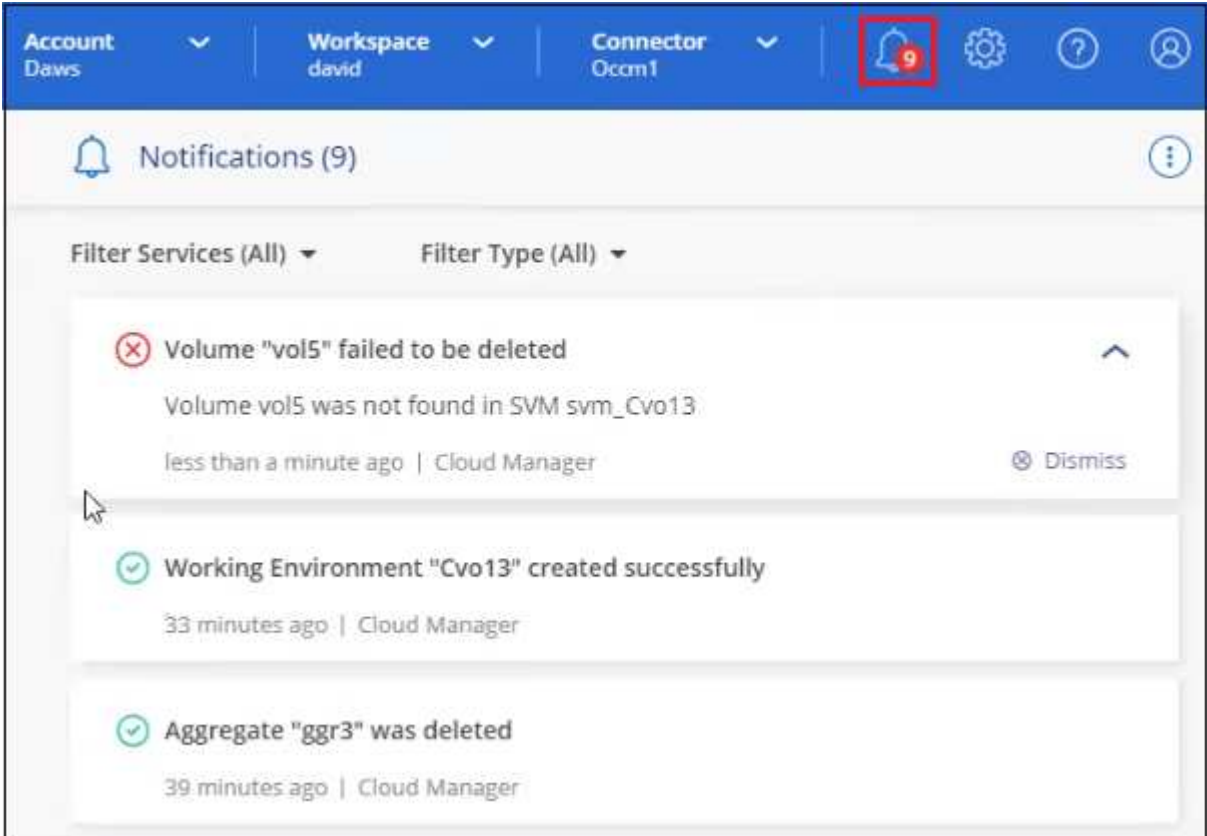 Account Workspace Connector
Daws david Occm1
9
?
Notifications (9)
Filter Services (All) Filter Type (All)
Volume "vol5" failed to be deleted
Volume vol5 was not found in SVM svm_Cvo13
less than a minute ago | Cloud Manager Dismiss
Working Environment "Cvo13" created successfully
33 minutes ago | Cloud Manager
Aggregate "ggr3" was deleted
39 minutes ago | Cloud Manager